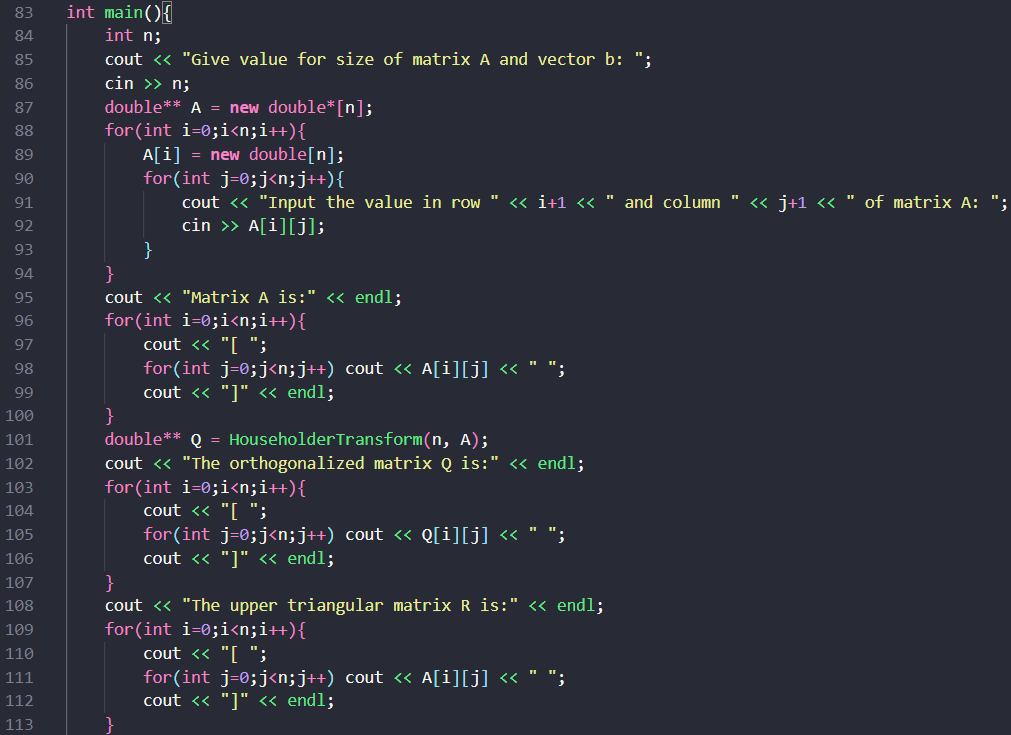 83 int main(){
84 int n;
85 cout << "Give value for size of matrix A and vector b: ";
86 cin >> n;
87 double** A = new double*[n];
88 for(int i=0;i<n;i++){
89 A[i] = new double[n];
90 for(int j=0;j<n;j++){
91 cout << "Input the value in row " << i+1 << " and column " << j+1 << " of matrix A: ";
92 cin >> A[i][j];
93 }
94 }
95 cout << "Matrix A is:" << endl;
96 for(int i=0;i<n;i++){
97 cout << "[ ";
98 for(int j=0;j<n;j++) cout << A[i][j] << " ";
99 cout << "]" << endl;
100 }
101 double** Q = HouseholderTransform(n, A);
102 cout << "The orthogonalized matrix Q is:" << endl;
103 for(int i=0;i<n;i++){
104 cout << "[ ";
105 for(int j=0;j<n;j++) cout << Q[i][j] << " ";
106 cout << "]" << endl;
107 }
108 cout << "The upper triangular matrix R is:" << endl;
109 for(int i=0;i<n;i++){
110 cout << "[ ";
111 for(int j=0;j<n;j++) cout << A[i][j] << " ";
112 cout << "]" << endl;
113 }